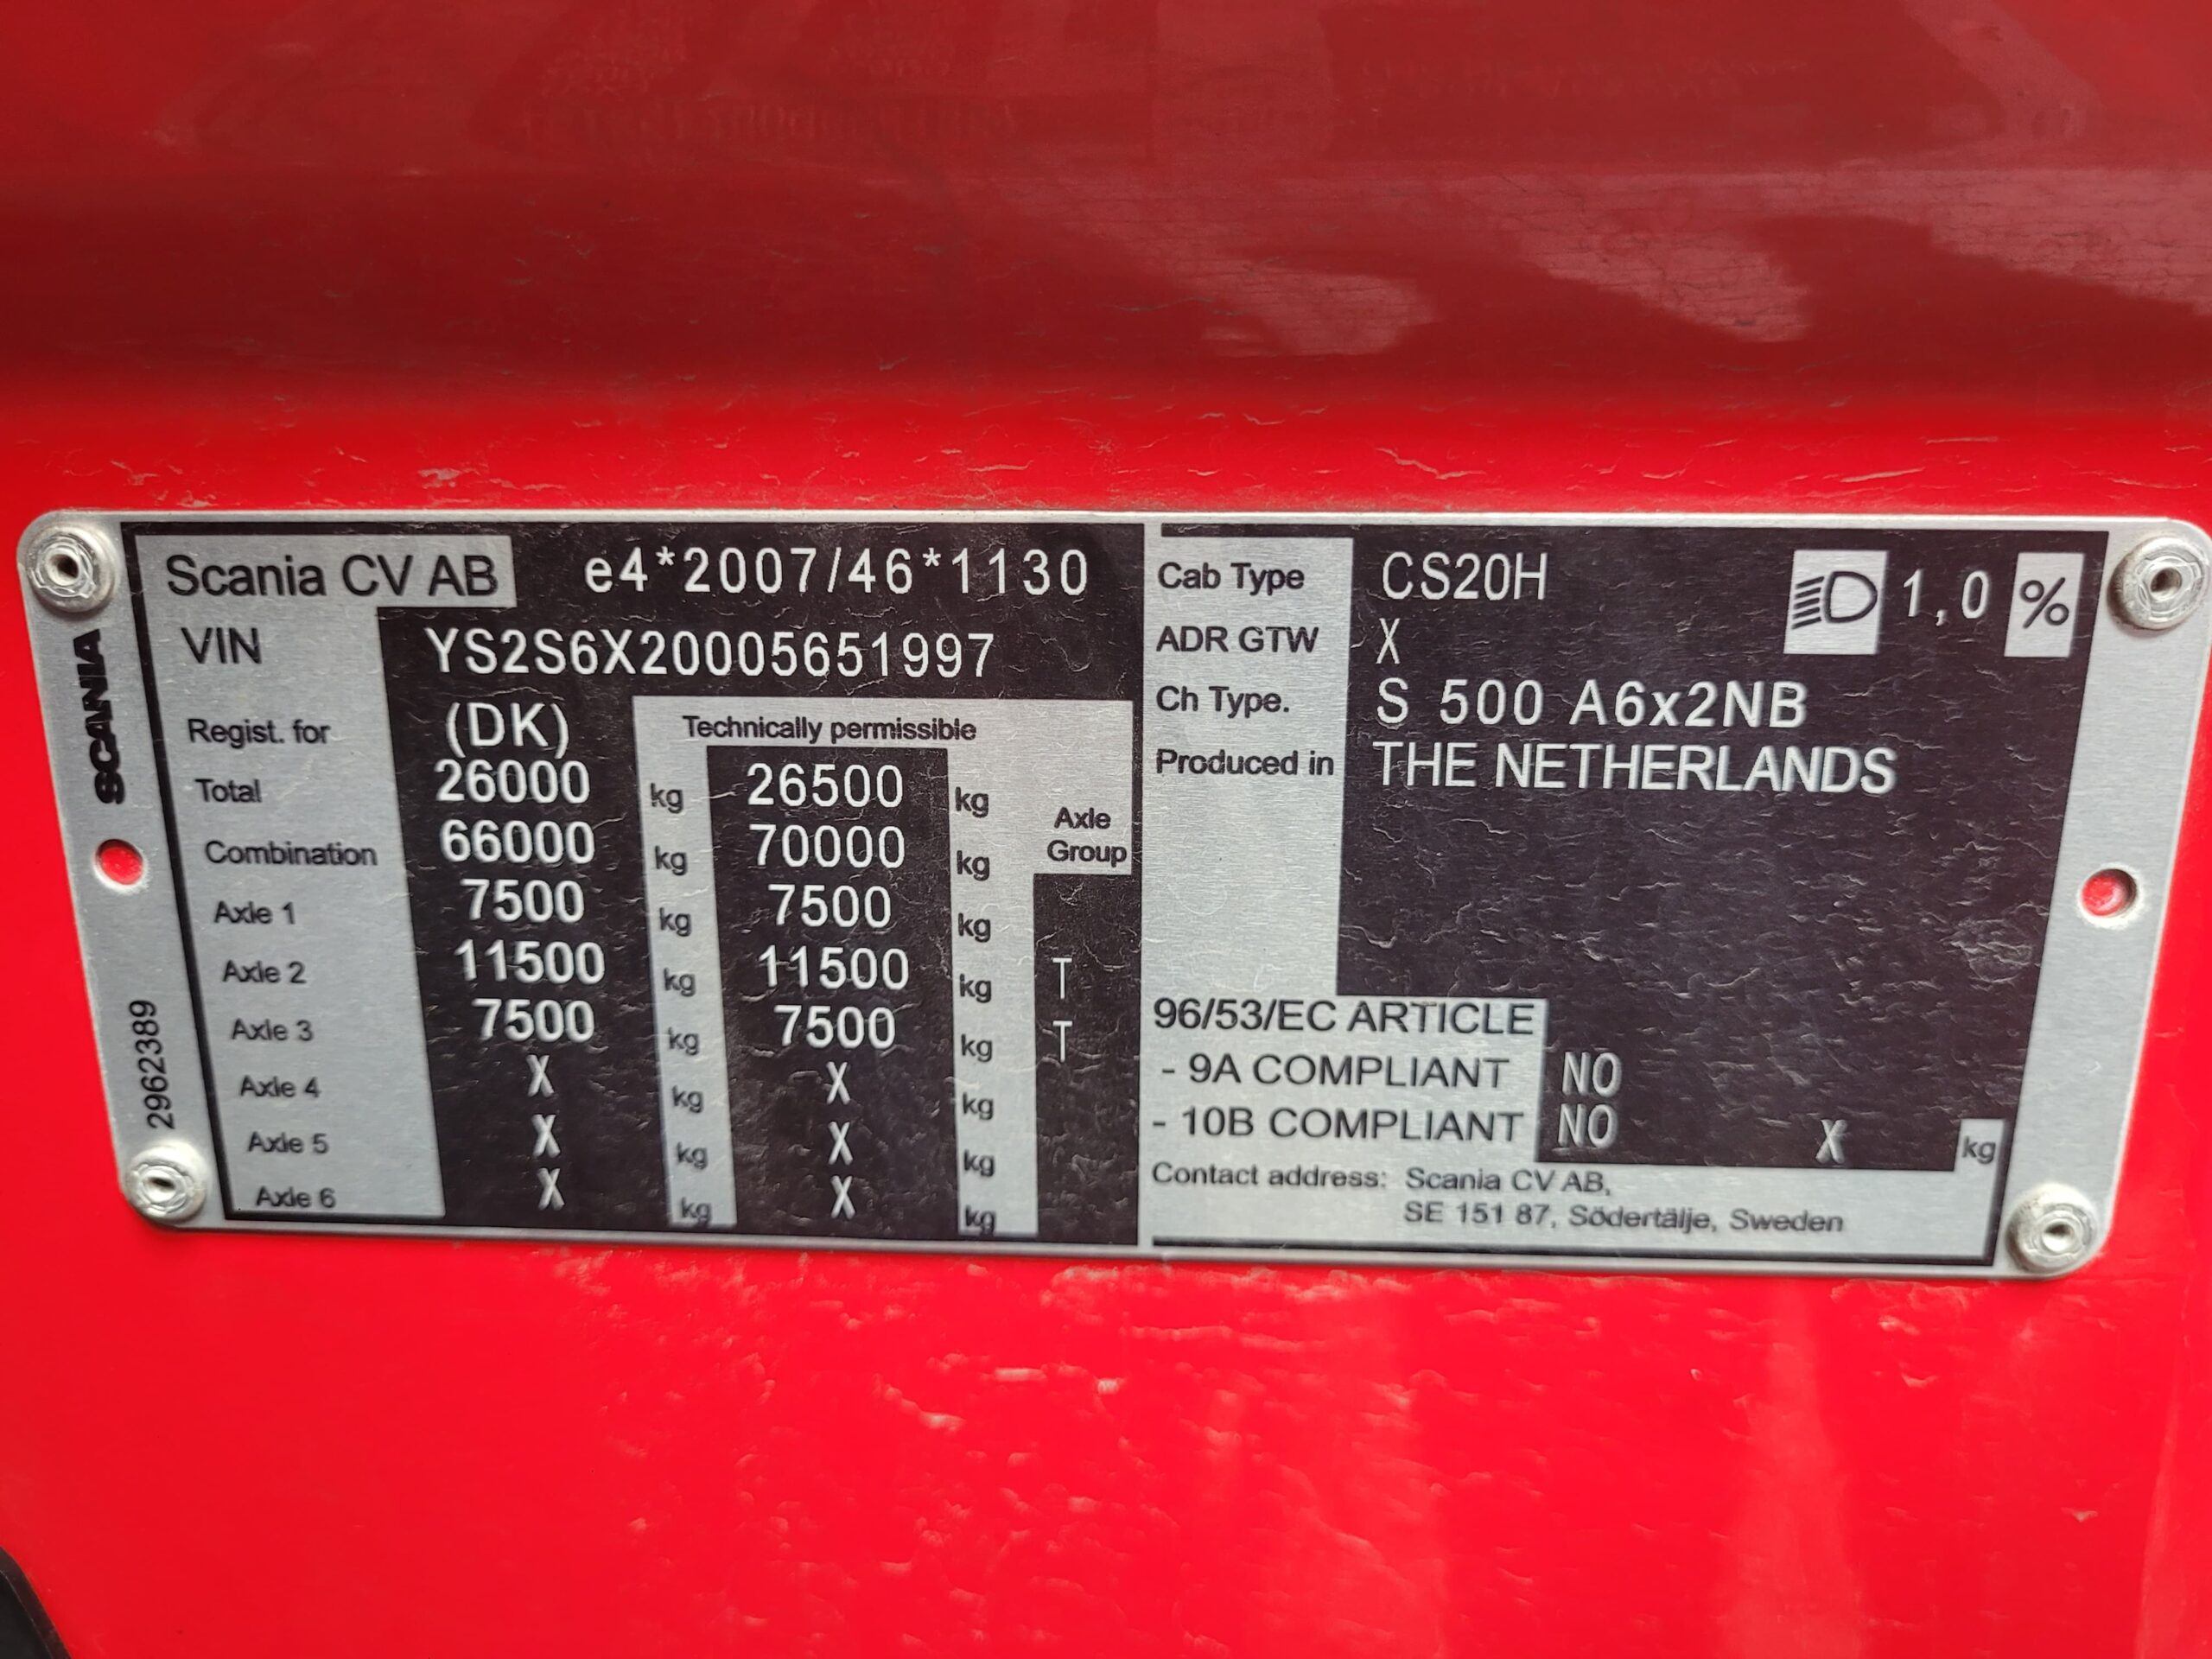 Scania CV AB e4*2007/46*1130
VIN YS2S6X20005651997
Regist. for (DK) Technically permissible
Total 26000 kg 26500 kg
Combination 66000 kg 70000 kg Axle Group
Axle 1 7500 kg 7500 kg
Axle 2 11500 kg 11500 kg T
Axle 3 7500 kg 7500 kg T
Axle 4 X kg X kg
Axle 5 X kg X kg
Axle 6 X kg X kg
SCANIA
2962389
Cab Type CS20H 1,0 %
ADR GTW X
Ch Type. S 500 A6x2NB
Produced in THE NETHERLANDS
96/53/EC ARTICLE
- 9A COMPLIANT NO
- 10B COMPLIANT NO X kg
Contact address: Scania CV AB,
SE 151 87, Södertälje, Sweden